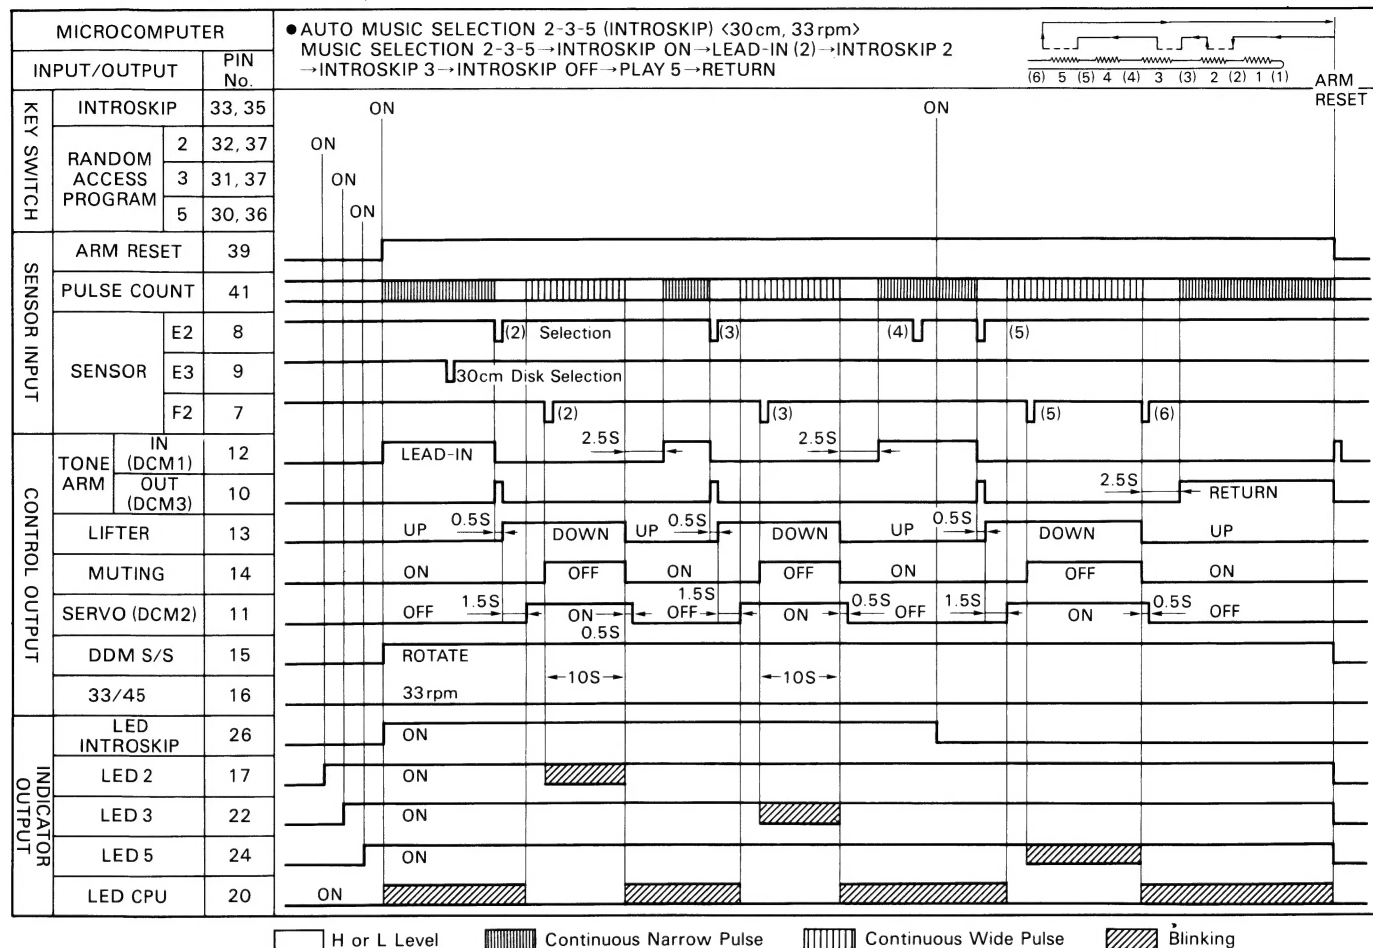 MICROCOMPUTER
INPUT/OUTPUT
PIN No.
● AUTO MUSIC SELECTION 2-3-5 (INTROSKIP) <30cm, 33rpm>
MUSIC SELECTION 2-3-5→INTROSKIP ON→LEAD-IN (2)→INTROSKIP 2
→INTROSKIP 3→INTROSKIP OFF→PLAY 5→RETURN
(6) 5 (5) 4 (4) 3 (3) 2 (2) 1 (1)
ARM RESET
KEY SWITCH
INTROSKIP 33, 35 ON ON
RANDOM ACCESS PROGRAM
2 32, 37 ON
3 31, 37 ON
5 30, 36 ON
SENSOR INPUT
ARM RESET 39
PULSE COUNT 41
SENSOR
E2 8 (2) Selection (3) (4) (5)
E3 9 30cm Disk Selection
F2 7 (2) (3) (5) (6)
CONTROL OUTPUT
TONE ARM
IN (DCM1) 12 LEAD-IN 2.5S 2.5S
OUT (DCM3) 10 2.5S RETURN
LIFTER 13 UP 0.5S DOWN UP 0.5S DOWN UP 0.5S DOWN UP
MUTING 14 ON OFF ON OFF ON OFF ON
SERVO (DCM2) 11 OFF 1.5S ON 0.5S OFF 1.5S ON 0.5S OFF 1.5S ON 0.5S OFF
DDM S/S 15 ROTATE
10S 10S
33/45 16 33rpm
INDICATOR OUTPUT
LED INTROSKIP 26 ON
LED 2 17 ON
LED 3 22 ON
LED 5 24 ON
LED CPU 20 ON
H or L Level Continuous Narrow Pulse Continuous Wide Pulse Blinking